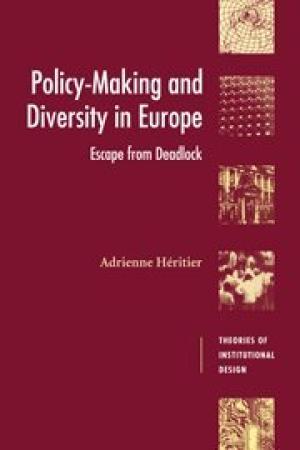 Policy-Making and
Diversity in Europe
Escape from Deadlock
Adrienne Héritier
THEORIES OF
INSTITUTIONAL
DESIGN